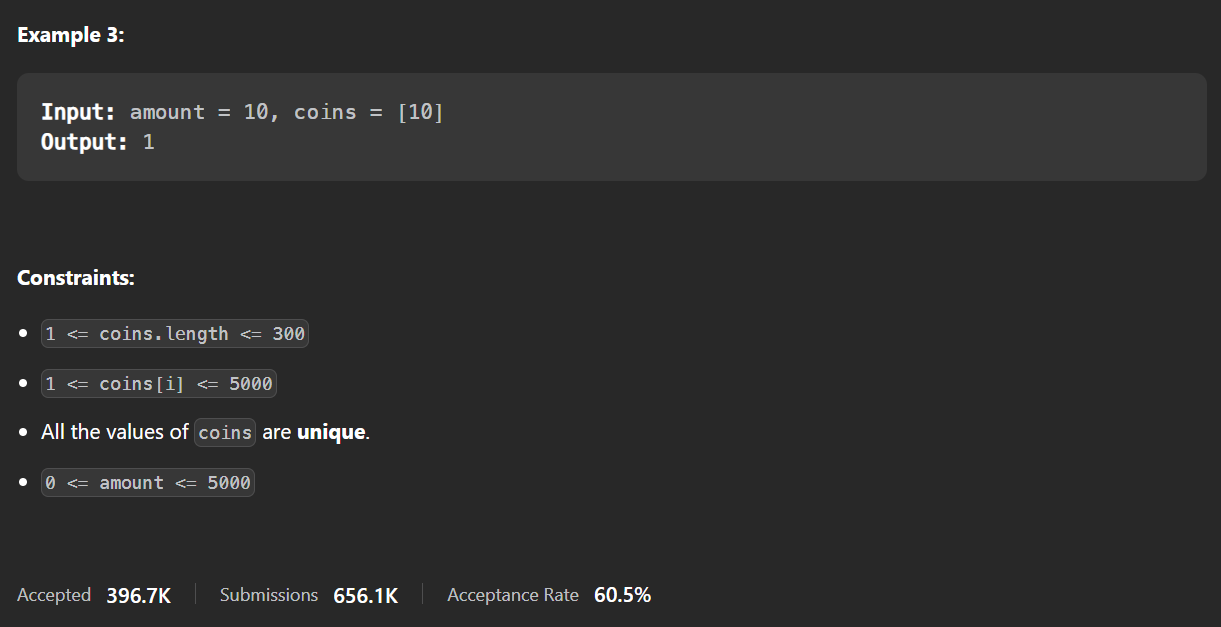 Example 3:
Input: amount = 10, coins = [10]
Output: 1
Constraints:
1 <= coins.length <= 300
1 <= coins[i] <= 5000
All the values of coins are unique.
0 <= amount <= 5000
Accepted 396.7K Submissions 656.1K Acceptance Rate 60.5%